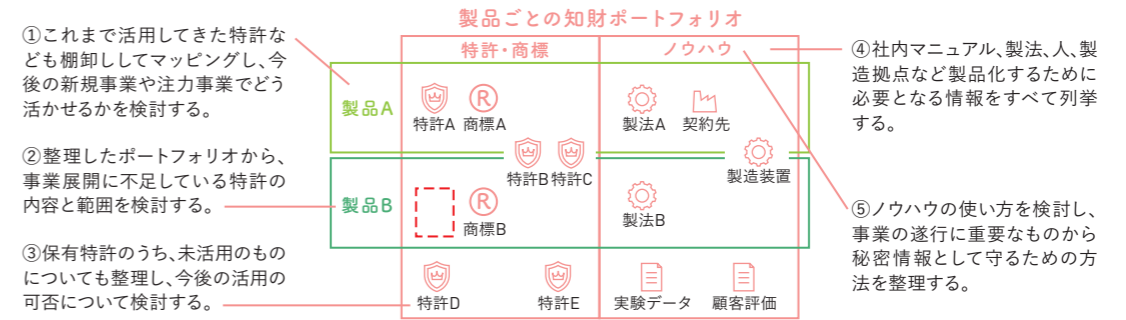 製品ごとの知財ポートフォリオ
①これまで活用してきた特許な
ども棚卸ししてマッピングし、今
後の新規事業や注力事業でどう
活かせるかを検討する。
②整理したポートフォリオから、
事業展開に不足している特許の
内容と範囲を検討する。
③保有特許のうち、未活用のもの
についても整理し、今後の活用の
可否について検討する。
特許・商標
ノウハウ
製品A
特許A
R
商標A
製法A
契約先
特許B
特許C
製造装置
製品B
R
商標B
製法B
特許D
特許E
実験データ
顧客評価
④社内マニュアル、製法、人、製
造拠点など製品化するために
必要となる情報をすべて列挙
する。
⑤ノウハウの使い方を検討し、
事業の遂行に重要なものから
秘密情報として守るための方
法を整理する。